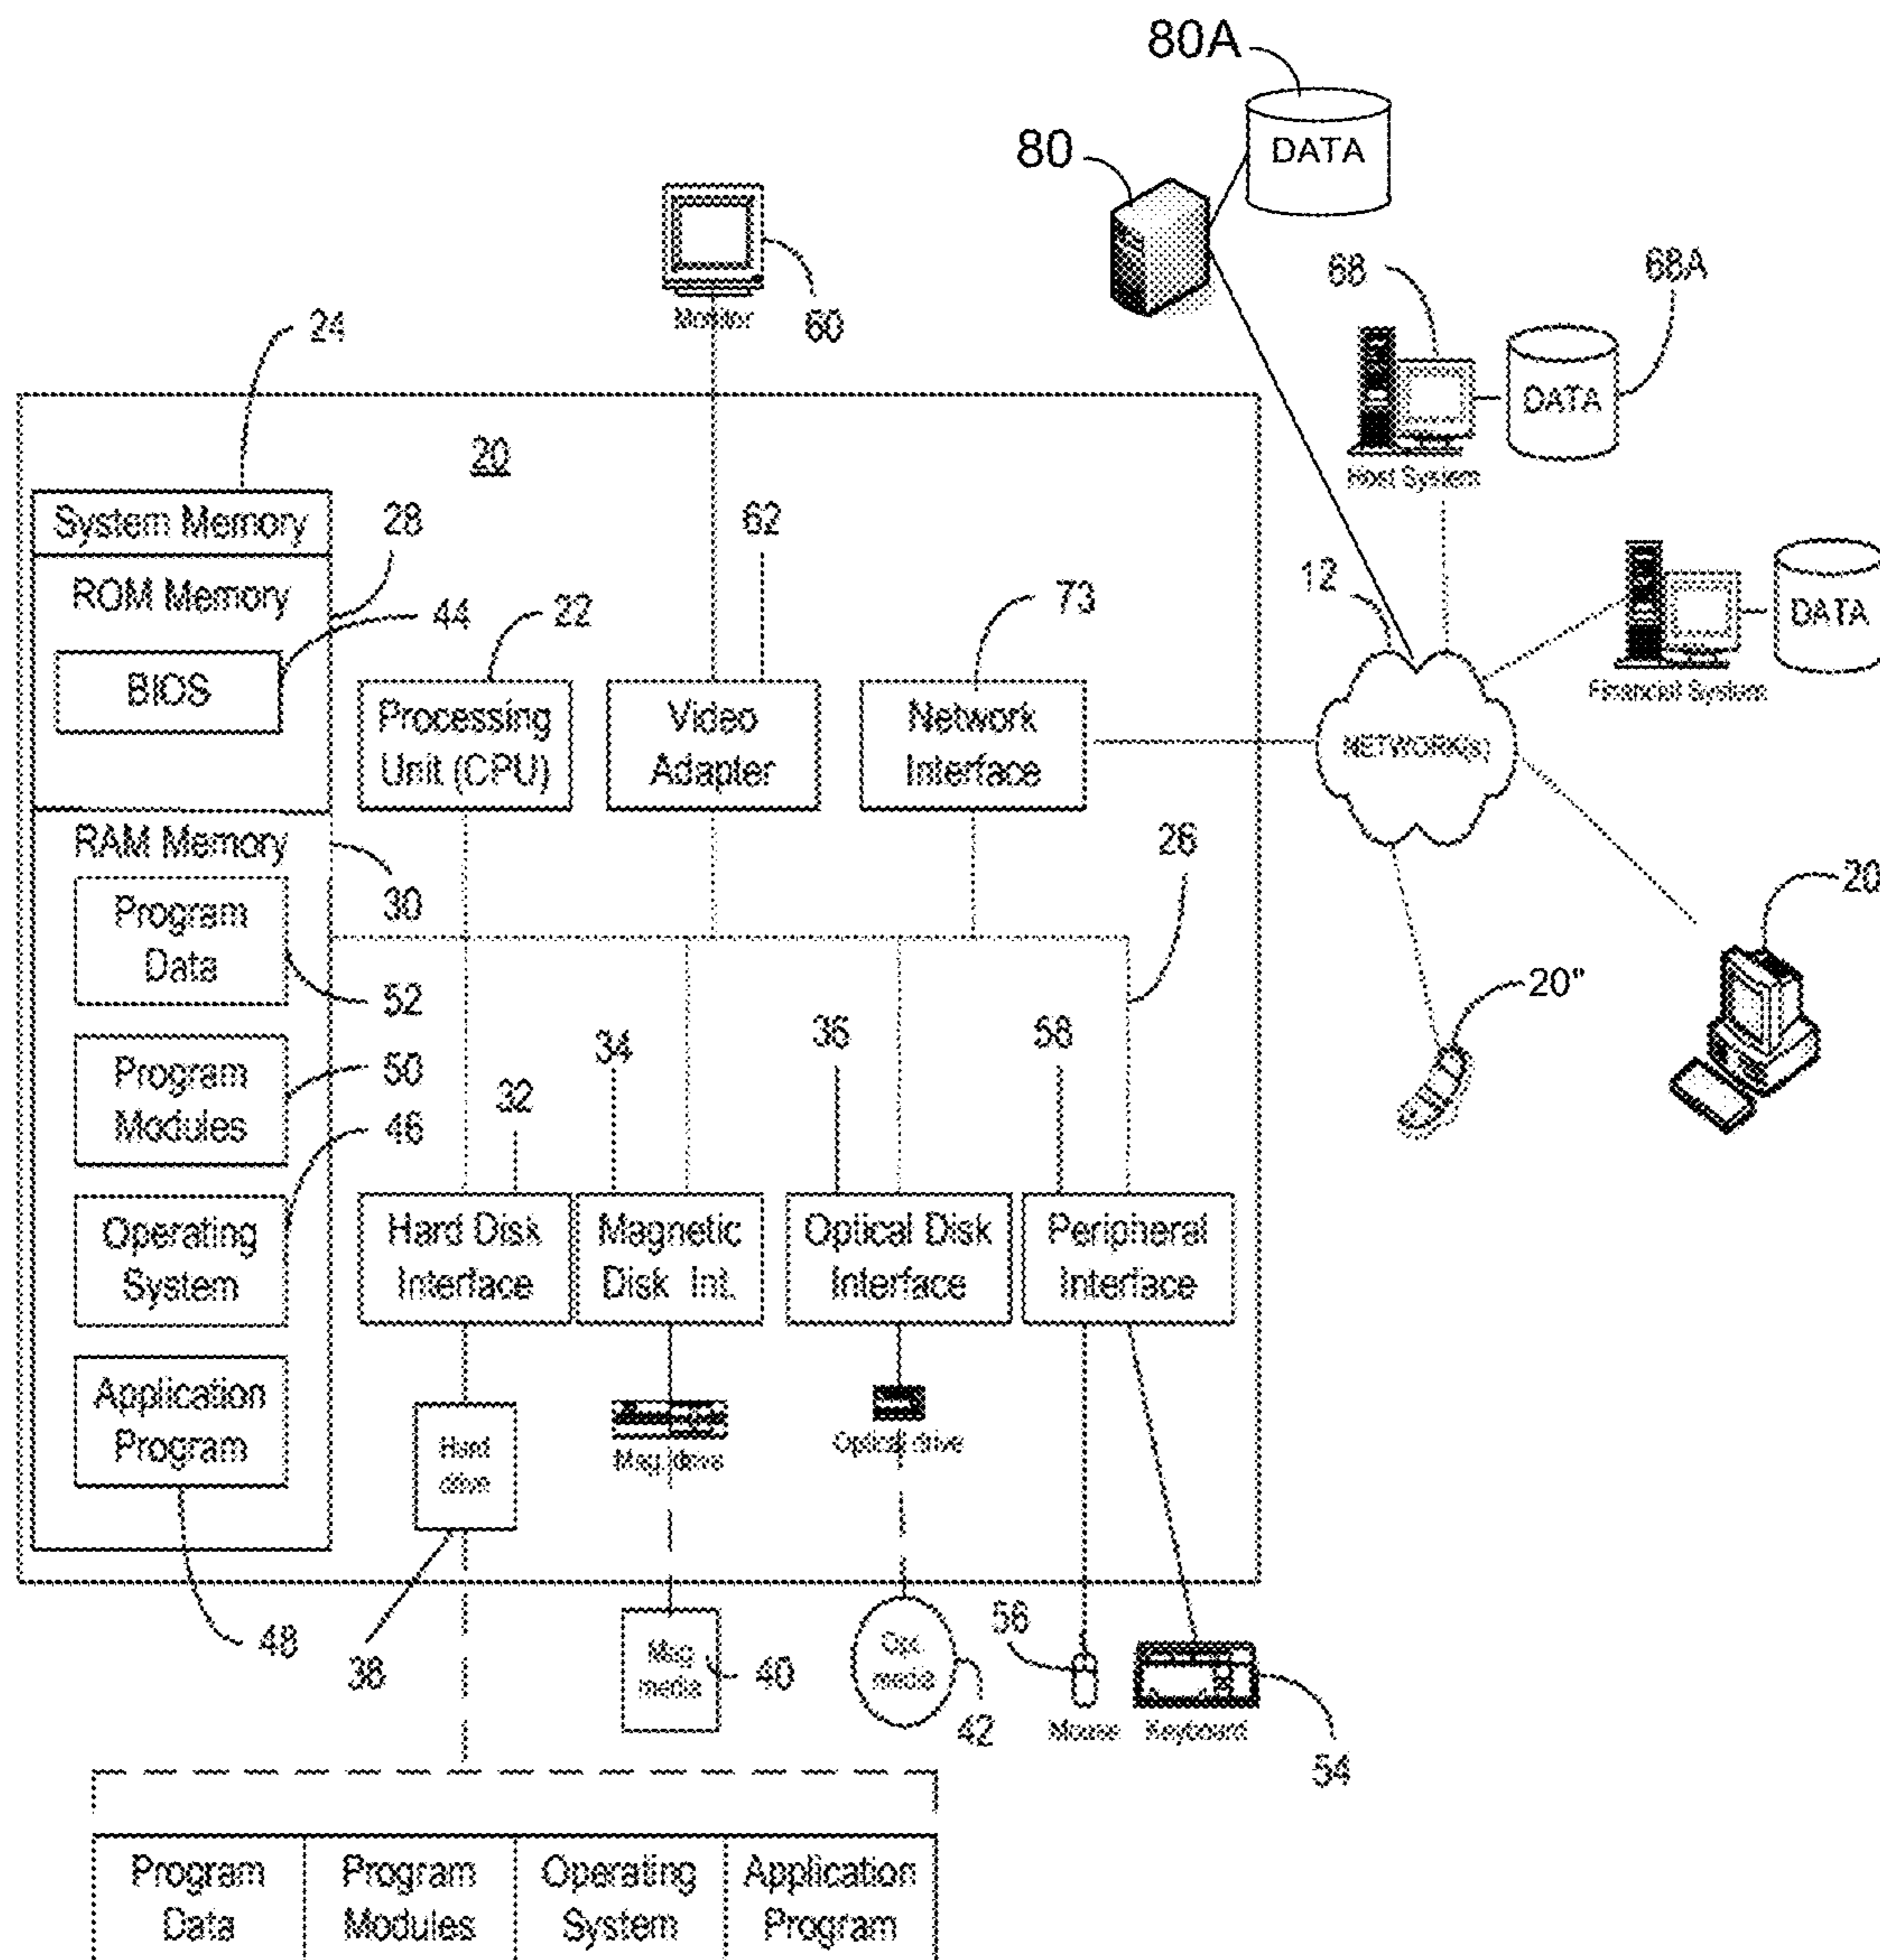 80A
DATA
80
68
68A
DATA
Host System
Monitor
60
24
20
System Memory
28
62
ROM Memory
44
22
73
12
DATA
BIOS
Financial System
Processing
Unit (CPU)
Video
Adapter
Network
Interface
NETWORK(s)
RAM Memory
30
26
20
Program
Data
52
20"
Program
Modules
50
34
36
58
46
32
Operating
System
Hard Disk
Interface
Magnetic
Disk Int.
Optical Disk
Interface
Peripheral
Interface
Application
Program
Hard
drive
Mag. drive
Optical drive
48
38
Mag
media
40
Opt.
media
42
56
Mouse
Keyboard
54
Program
Data
Program
Modules
Operating
System
Application
Program